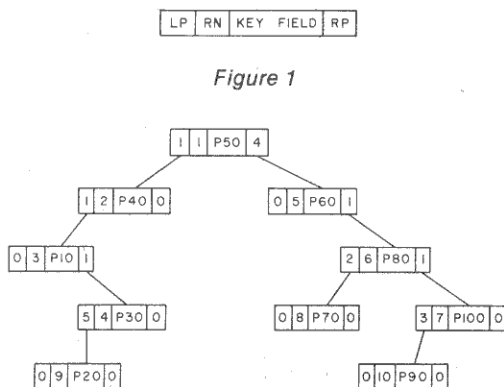 LP RN KEY FIELD RP
Figure 1
1 1 P50 4
1 2 P40 0
0 5 P60 1
0 3 P10 1
2 6 P80 1
5 4 P30 0
0 8 P70 0
3 7 P100 0
0 9 P20 0
0 10 P90 0